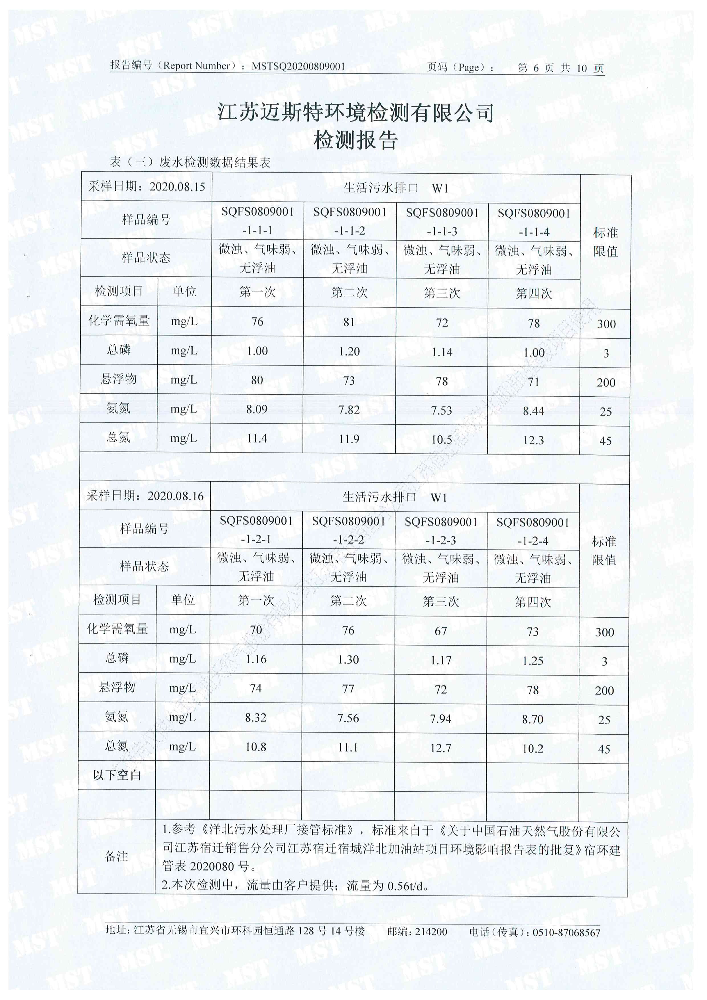 报告编号（Report Number）：MSTSQ20200809001 页码（Page）： 第 6 页 共 10 页
江苏迈斯特环境检测有限公司
检测报告
表（三）废水检测数据结果表
采样日期：2020.08.15 生活污水排口 W1 标准限值
样品编号 SQFS0809001-1-1-1 SQFS0809001-1-1-2 SQFS0809001-1-1-3 SQFS0809001-1-1-4
样品状态 微浊、气味弱、无浮油 微浊、气味弱、无浮油 微浊、气味弱、无浮油 微浊、气味弱、无浮油
检测项目 单位 第一次 第二次 第三次 第四次
化学需氧量 mg/L 76 81 72 78 300
总磷 mg/L 1.00 1.20 1.14 1.00 3
悬浮物 mg/L 80 73 78 71 200
氨氮 mg/L 8.09 7.82 7.53 8.44 25
总氮 mg/L 11.4 11.9 10.5 12.3 45
采样日期：2020.08.16 生活污水排口 W1 标准限值
样品编号 SQFS0809001-1-2-1 SQFS0809001-1-2-2 SQFS0809001-1-2-3 SQFS0809001-1-2-4
样品状态 微浊、气味弱、无浮油 微浊、气味弱、无浮油 微浊、气味弱、无浮油 微浊、气味弱、无浮油
检测项目 单位 第一次 第二次 第三次 第四次
化学需氧量 mg/L 70 76 67 73 300
总磷 mg/L 1.16 1.30 1.17 1.25 3
悬浮物 mg/L 74 77 72 78 200
氨氮 mg/L 8.32 7.56 7.94 8.70 25
总氮 mg/L 10.8 11.1 12.7 10.2 45
以下空白
备注 1.参考《洋北污水处理厂接管标准》，标准来自于《关于中国石油天然气股份有限公
司江苏宿迁销售分公司江苏宿迁宿城洋北加油站项目环境影响报告表的批复》宿环建
管表 2020080 号。
2.本次检测中，流量由客户提供；流量为 0.56t/d。
地址：江苏省无锡市宜兴市环科园恒通路 128 号 14 号楼 邮编：214200 电话（传真）：0510-87068567